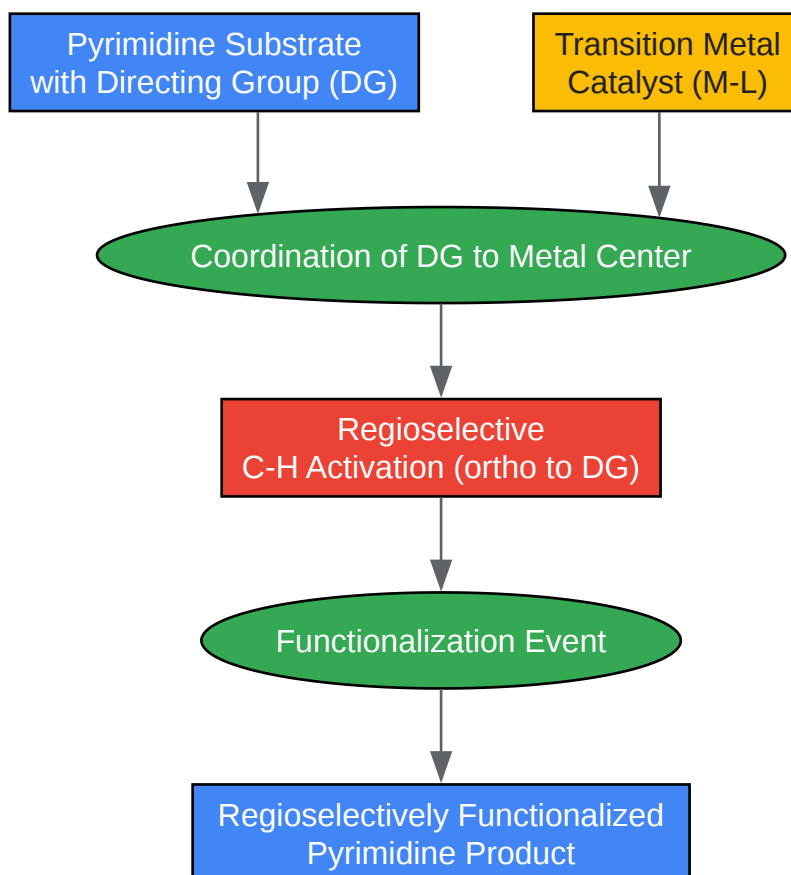 Pyrimidine Substrate
with Directing Group (DG)
Transition Metal
Catalyst (M-L)
Coordination of DG to Metal Center
Regioselective
C-H Activation (ortho to DG)
Functionalization Event
Regioselectively Functionalized
Pyrimidine Product